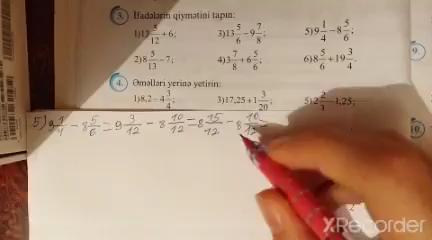 3. İfadələrin qiymətini tapın:
1)13 5/12 + 6; 3)13 5/6 − 9 7/8; 5)9 1/4 − 8 5/6;
2)8 5/13 − 7; 4)3 7/8 + 6 5/6; 6)8 5/6 + 19 3/4.
4. Əməlləri yerinə yetirin:
1)8,2 − 4 3/4; 3)17,25 + 1 3/20; 5)2 2/3 − 1,25;
5) 9 1/4 − 8 5/6 = 9 3/12 − 8 10/12 = 8 15/12 − 8 10/12 =
XRecorder